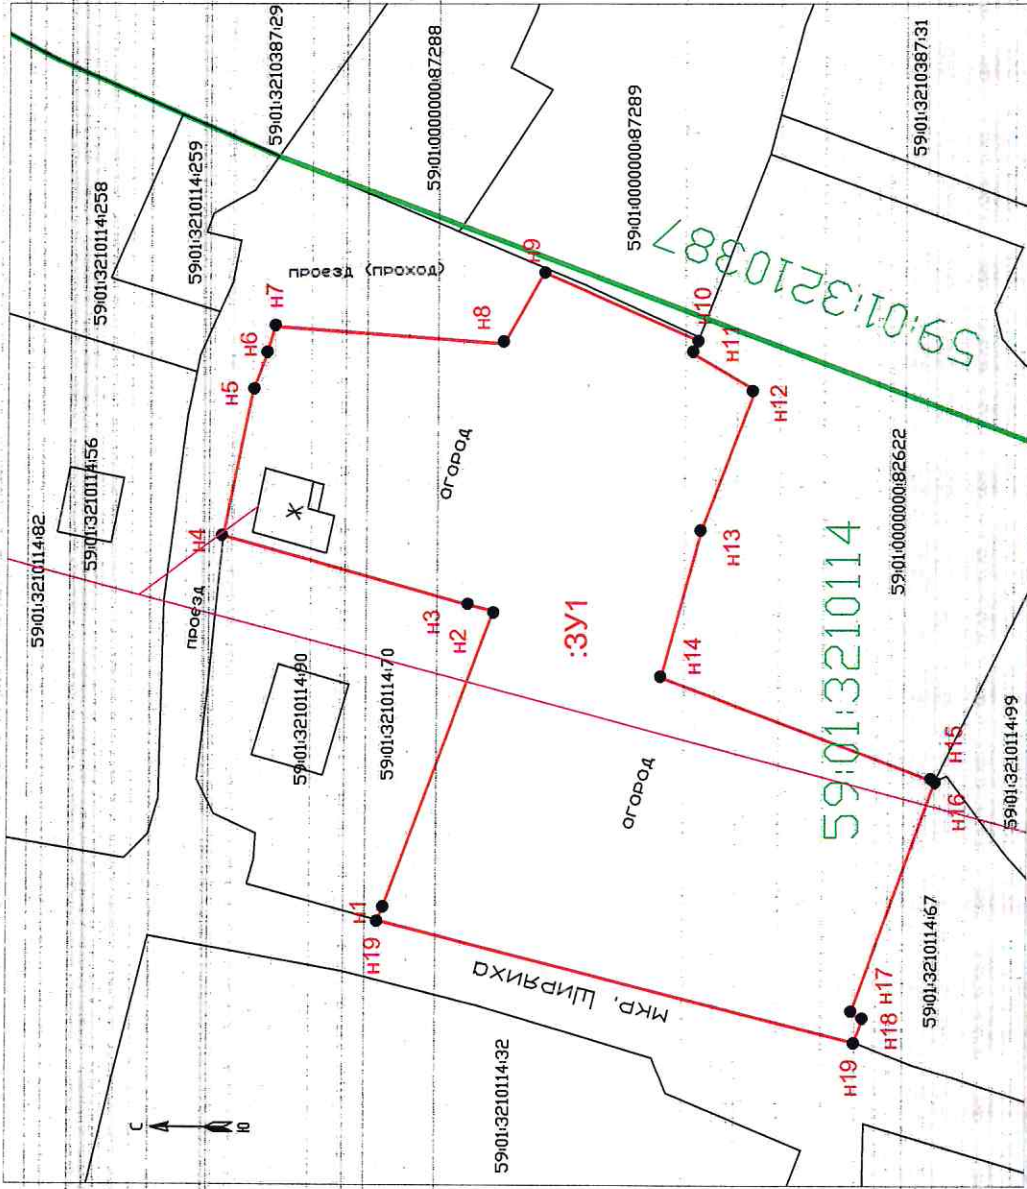 59:01:3210387:29
59:01:3210114:258
59:01:3210114:259
59:01:0000000:87288
59:01:3210387:31
59:01:0000000:87289
59:01:3210387
59:01:3210114:82
59:01:3210114:56
проезд
проезд (доходц)
н7
н6
н5
н4
н8
н9
н10
н11
н12
н13
н14
н3
н2
ж
огород
:ЗУ1
59:01:3210114:90
59:01:3210114:70
59:01:0000000:82622
59:01:3210114
огород
н1
н19
мкр. Ширяиха
н15
н16
59:01:3210114:99
н17
н18
н19
59:01:3210114:67
59:01:3210114:32
С
Ю